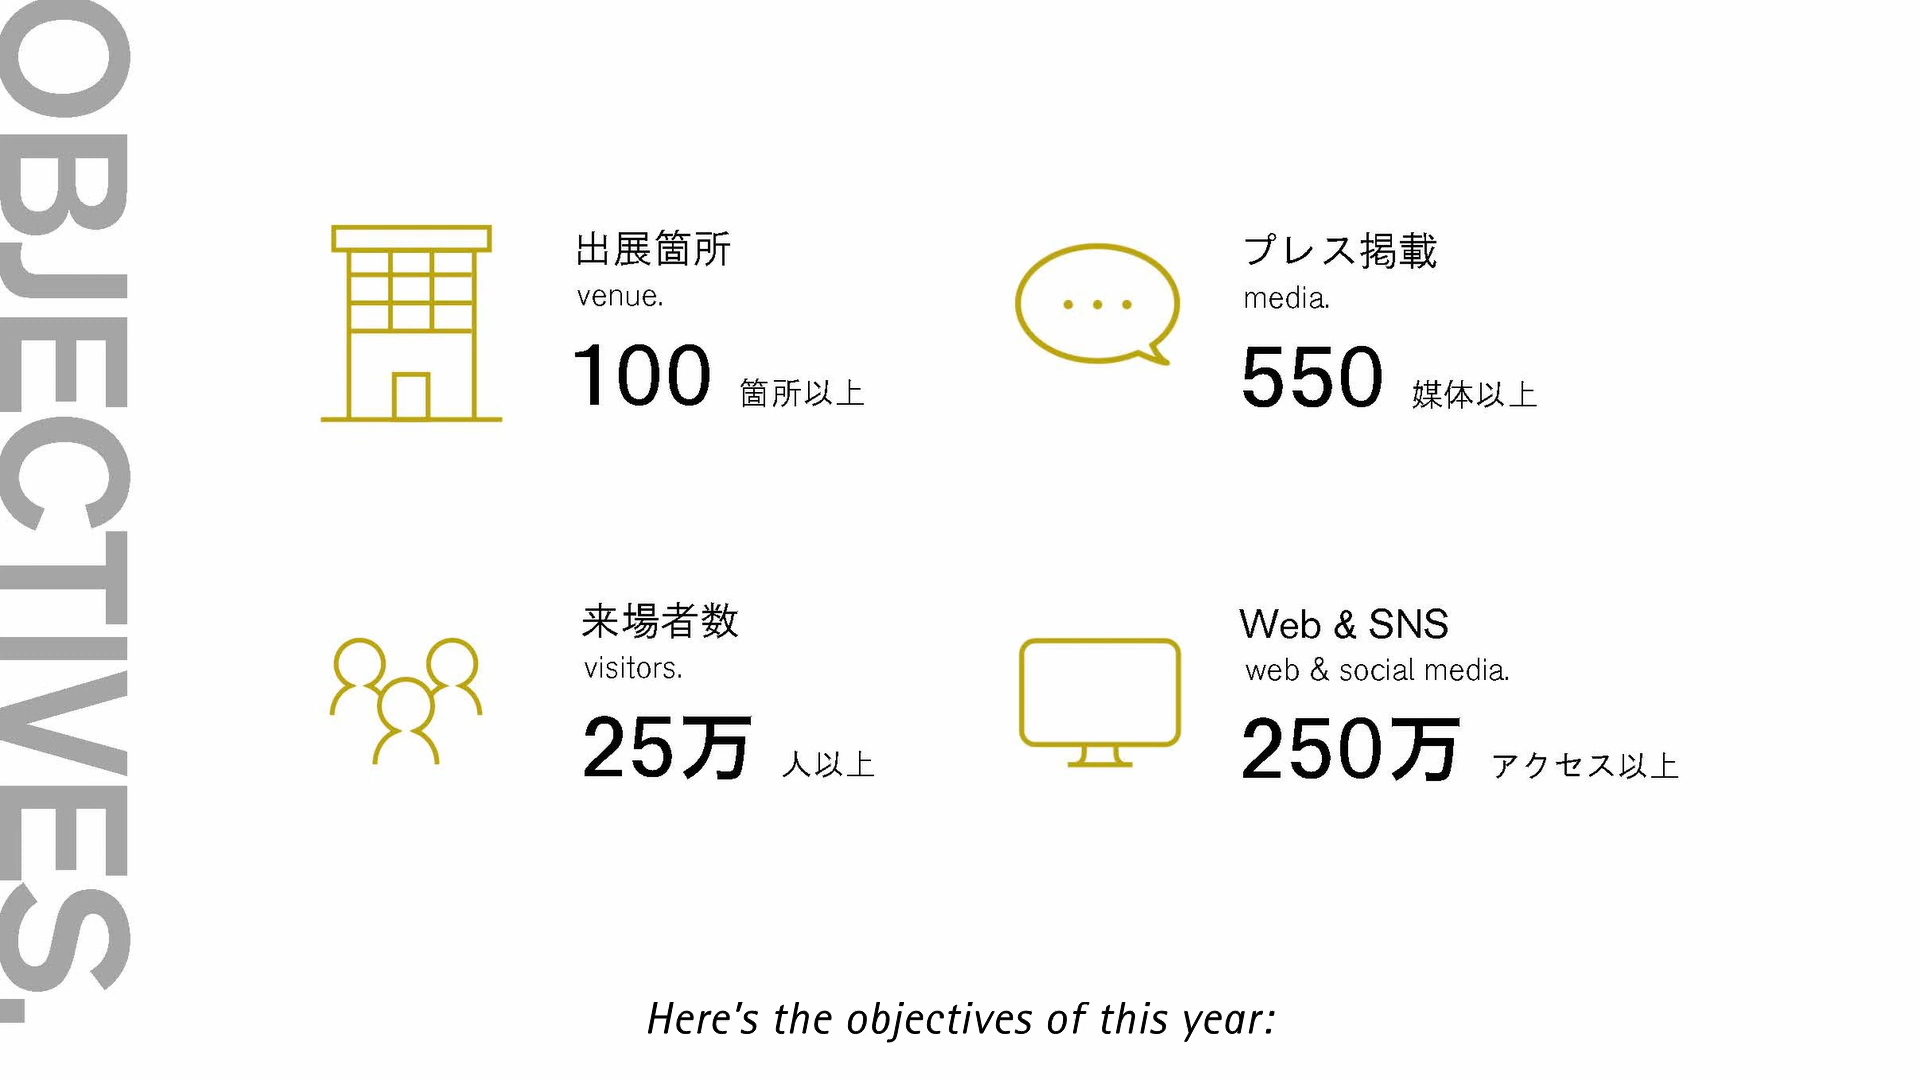 OBJECTIVES.
出展箇所
venue.
100 箇所以上
プレス掲載
media.
550 媒体以上
来場者数
visitors.
25万 人以上
Web & SNS
web & social media.
250万 アクセス以上
Here's the objectives of this year: